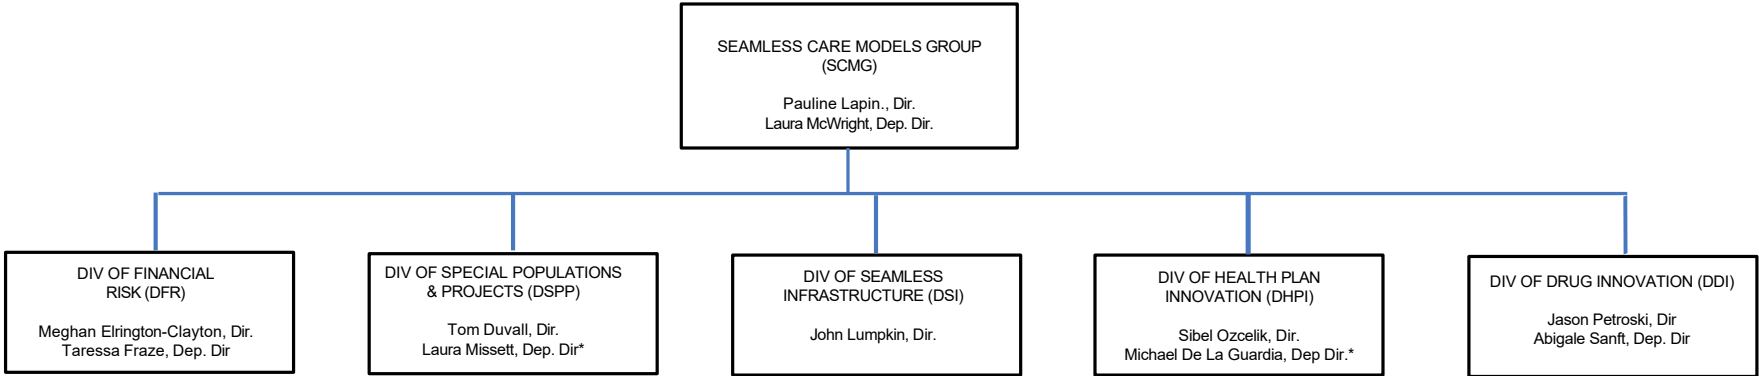 SEAMLESS CARE MODELS GROUP
(SCMG)
Pauline Lapin., Dir.
Laura McWright, Dep. Dir.
DIV OF FINANCIAL
RISK (DFR)
Meghan Elrington-Clayton, Dir.
Taressa Fraze, Dep. Dir
DIV OF SPECIAL POPULATIONS
& PROJECTS (DSPP)
Tom Duvall, Dir.
Laura Missett, Dep. Dir*
DIV OF SEAMLESS
INFRASTRUCTURE (DSI)
John Lumpkin, Dir.
DIV OF HEALTH PLAN
INNOVATION (DHPI)
Sibel Ozcelik, Dir.
Michael De La Guardia, Dep Dir.*
DIV OF DRUG INNOVATION (DDI)
Jason Petroski, Dir
Abigale Sanft, Dep. Dir